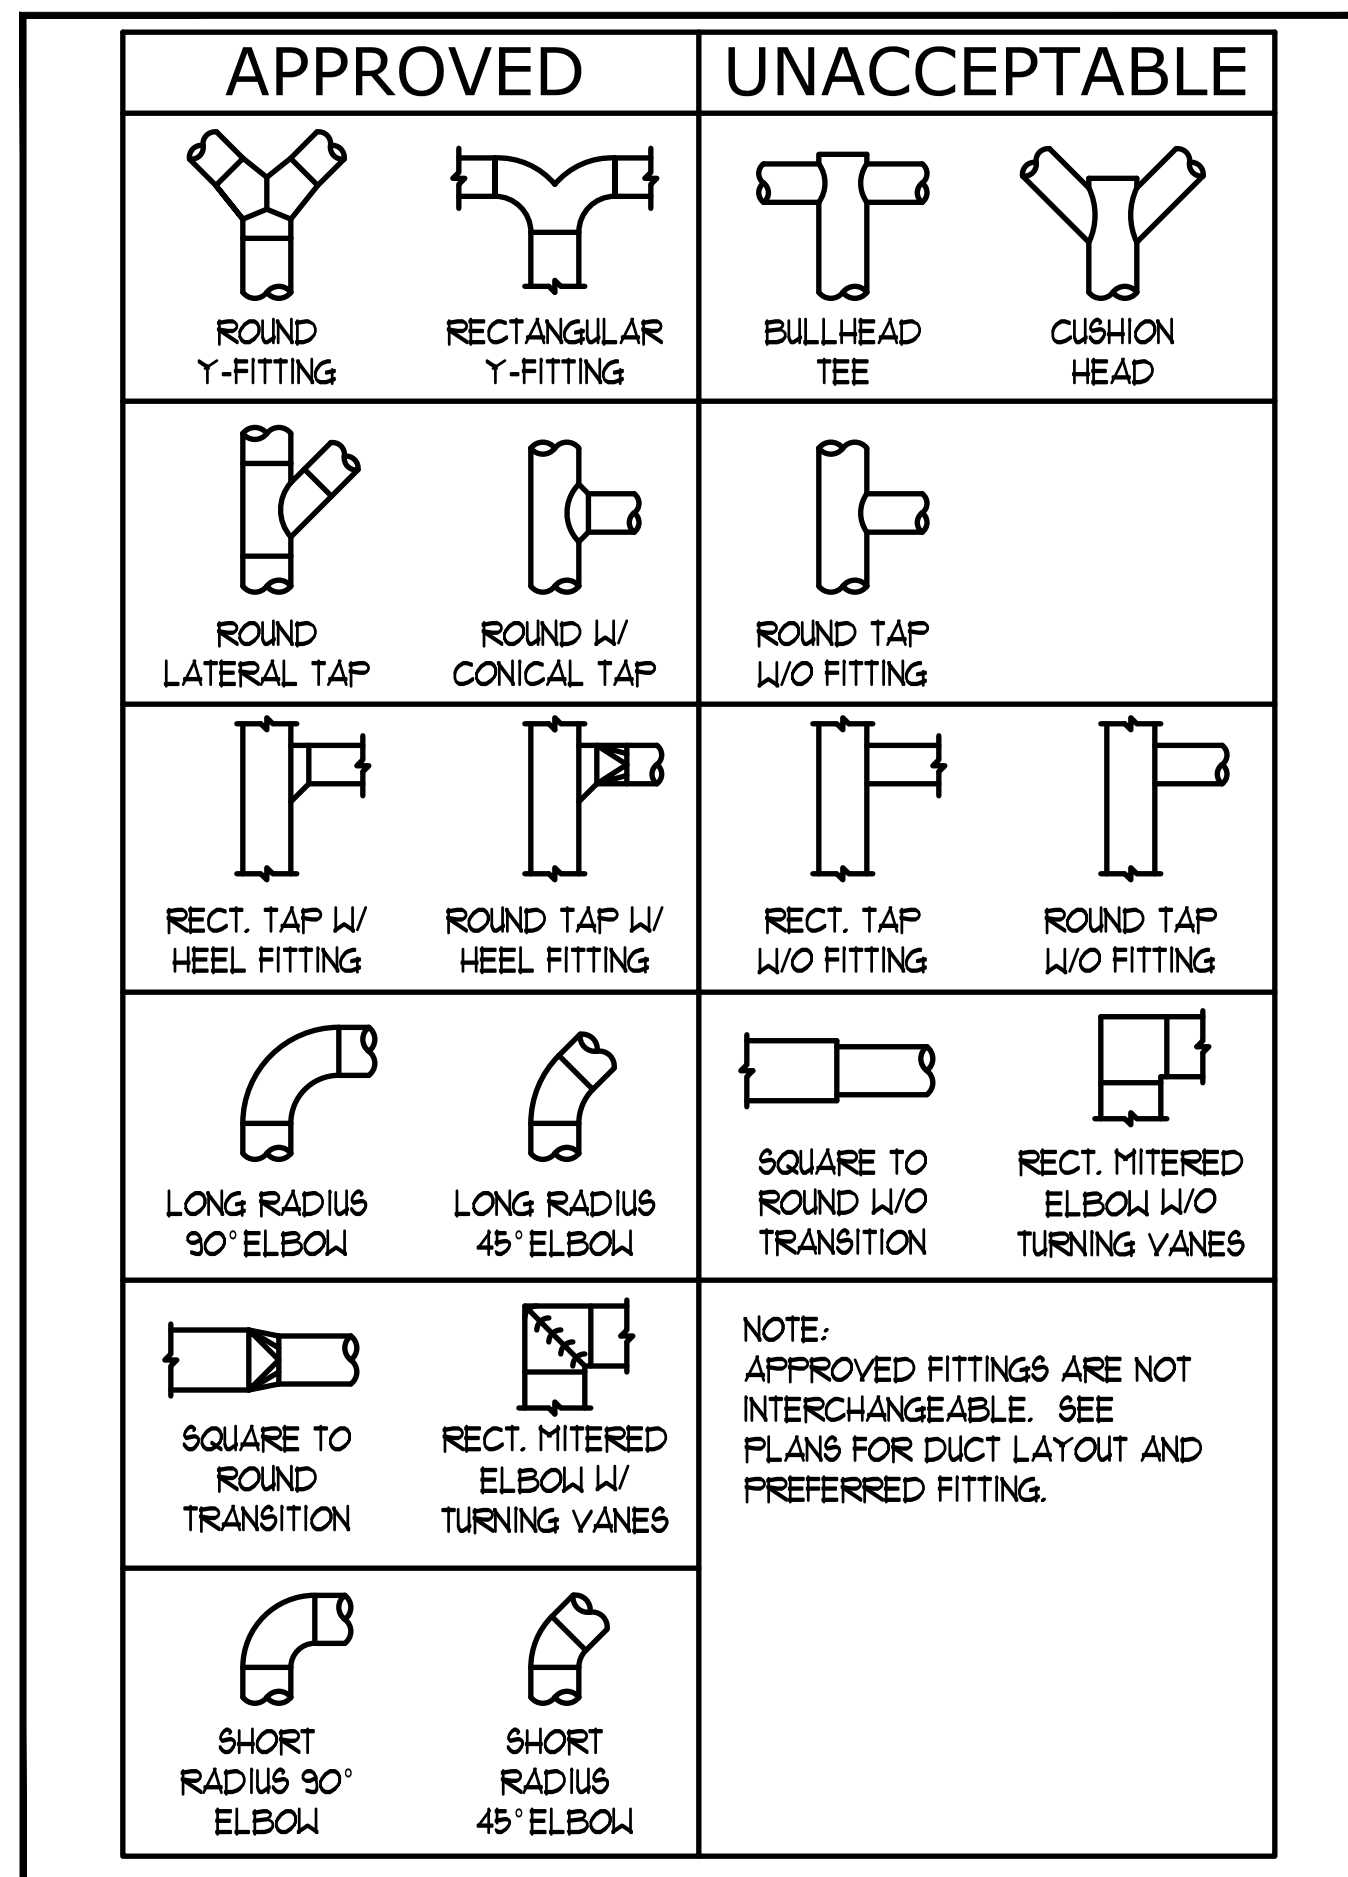 APPROVED
UNACCEPTABLE
ROUND
Y-FITTING
RECTANGULAR
Y-FITTING
BULLHEAD
TEE
CUSHION
HEAD
ROUND
LATERAL TAP
ROUND W/
CONICAL TAP
ROUND TAP
W/O FITTING
RECT. TAP W/
HEEL FITTING
ROUND TAP W/
HEEL FITTING
RECT. TAP
W/O FITTING
ROUND TAP
W/O FITTING
LONG RADIUS
90° ELBOW
LONG RADIUS
45° ELBOW
SQUARE TO
ROUND W/O
TRANSITION
RECT. MITERED
ELBOW W/O
TURNING VANES
SQUARE TO
ROUND
TRANSITION
RECT. MITERED
ELBOW W/
TURNING VANES
NOTE:
APPROVED FITTINGS ARE NOT
INTERCHANGEABLE. SEE
PLANS FOR DUCT LAYOUT AND
PREFERRED FITTING.
SHORT
RADIUS 90°
ELBOW
SHORT
RADIUS
45° ELBOW